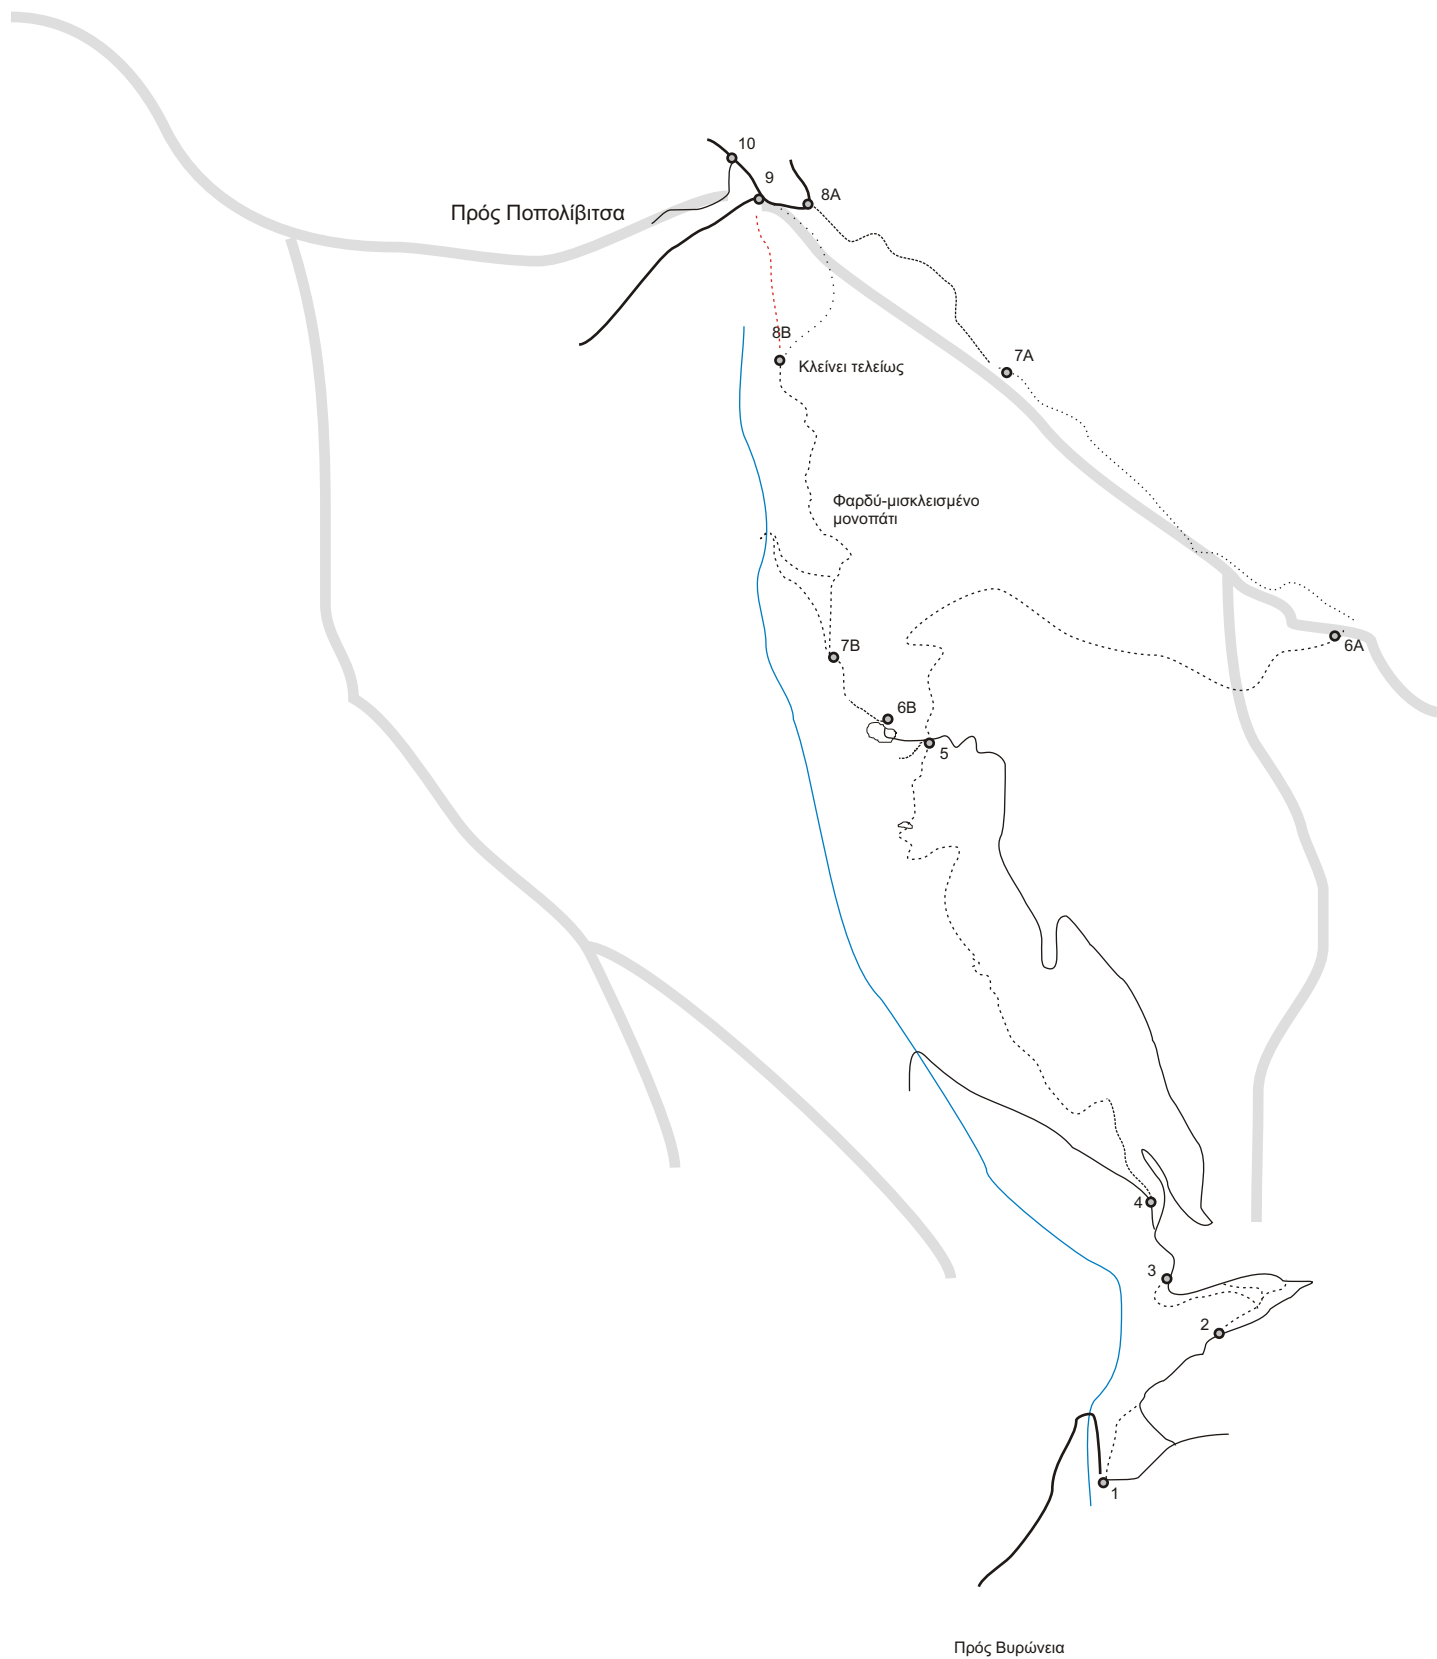 10
9
8A
Πρός Ποπολίβιτσα
8B
Κλείνει τελείως
7A
Φαρδύ-μισκλεισμένο
μονοπάτι
7B
6A
6B
5
4
3
2
1
Πρός Βυρώνεια